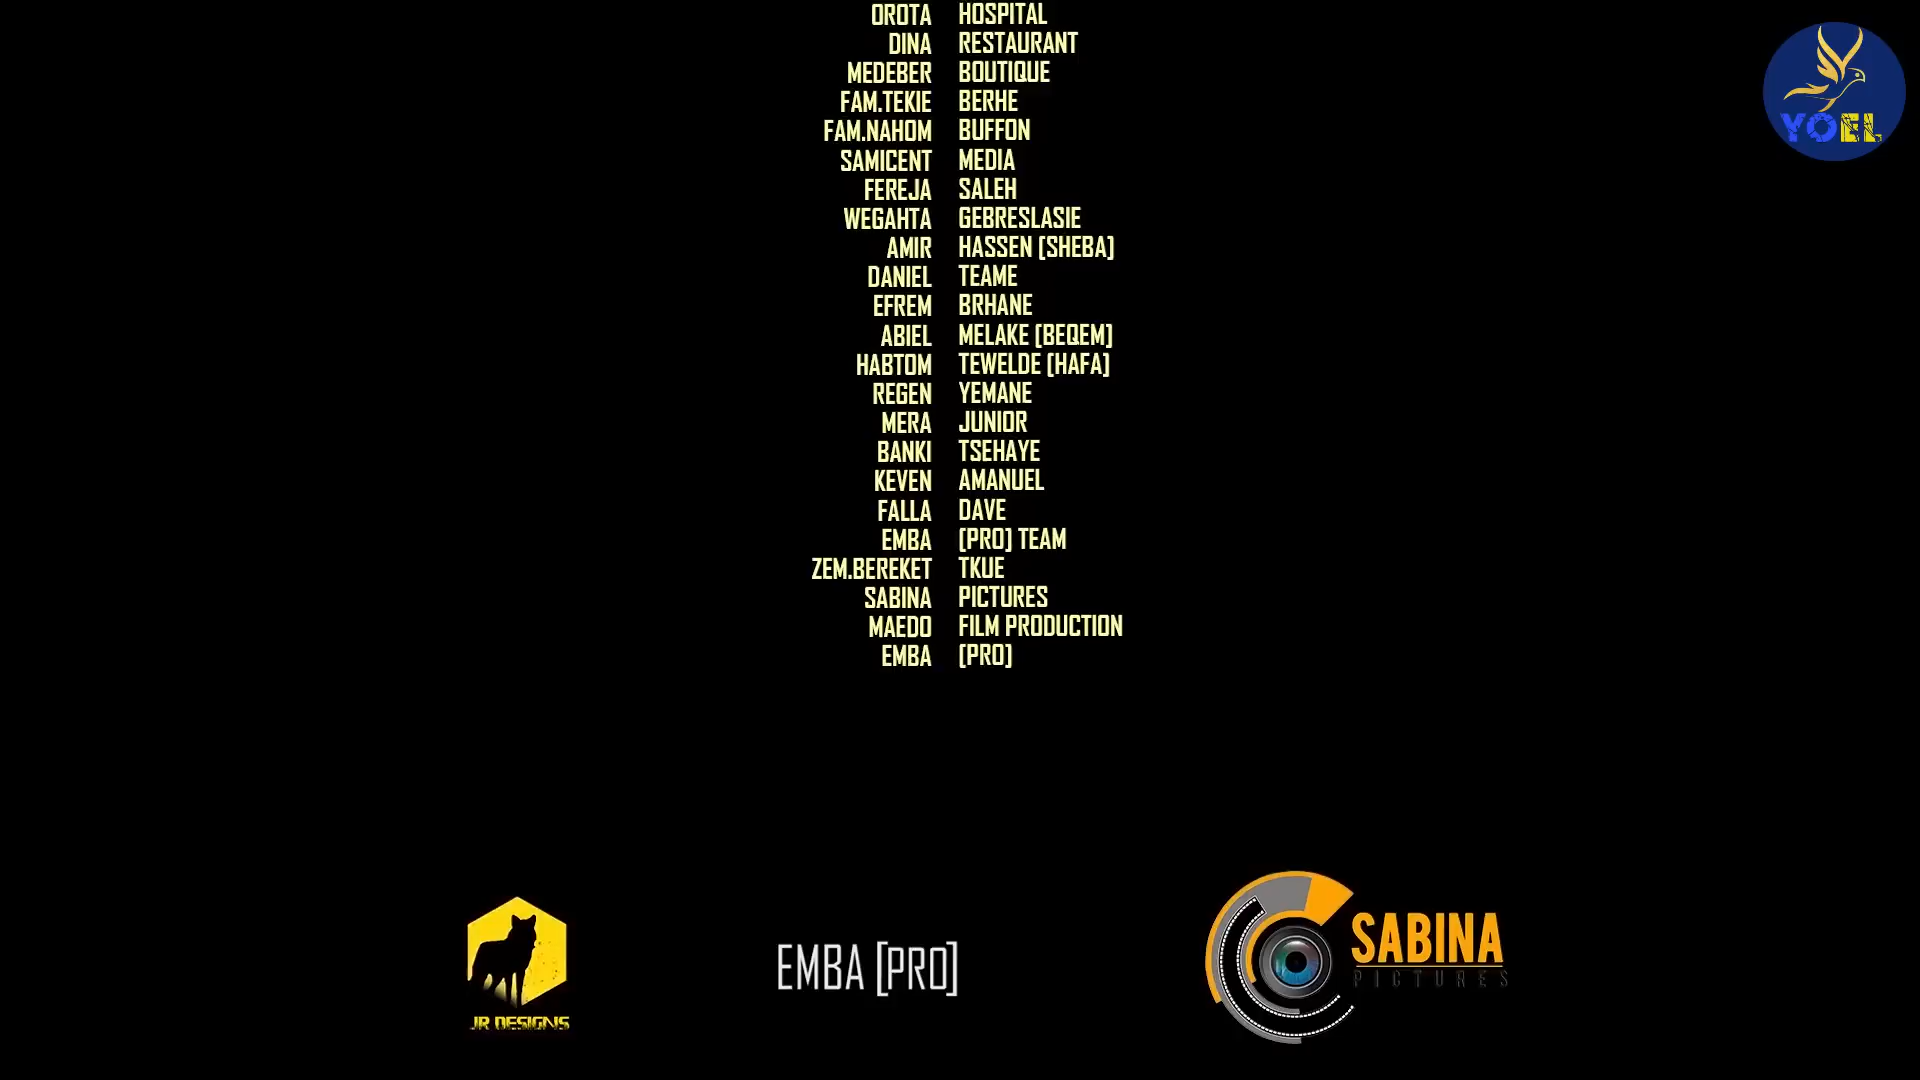 OROTA HOSPITAL
DINA RESTAURANT
MEDEBER BOUTIQUE
FAM.TEKIE BERHE
FAM.NAHOM BUFFON
SAMICENT MEDIA
FEREJA SALEH
WEGAHTA GEBRESLASIE
AMIR HASSEN [SHEBA]
DANIEL TEAME
EFREM BRHANE
ABIEL MELAKE [BEQEM]
HABTOM TEWELDE [HAFA]
REGEN YEMANE
MERA JUNIOR
BANKI TSEHAYE
KEVEN AMANUEL
FALLA DAVE
EMBA [PRO] TEAM
ZEM.BEREKET TKUE
SABINA PICTURES
MAEDO FILM PRODUCTION
EMBA [PRO]
YOEL
JR DESIGNS
EMBA [PRO]
SABINA
PICTURES